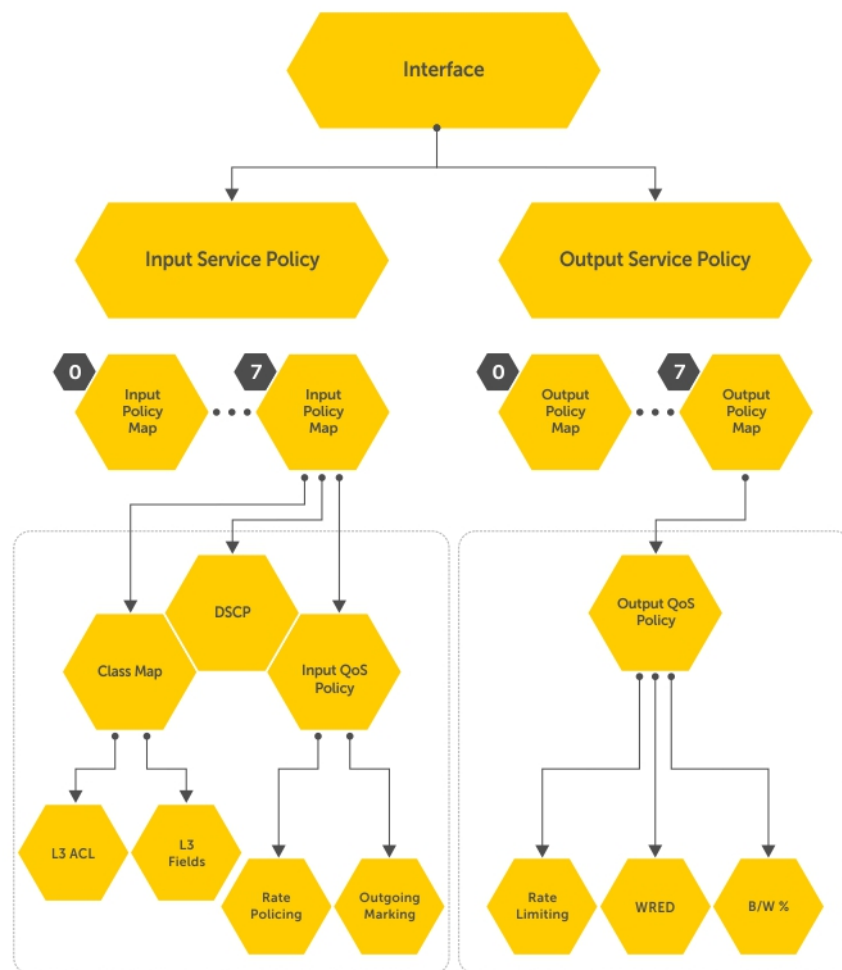 Interface
Input Service Policy
Output Service Policy
0
Input
Policy
Map
7
Input
Policy
Map
0
Output
Policy
Map
7
Output
Policy
Map
DSCP
Class Map
Input QoS
Policy
Output QoS
Policy
L3 ACL
L3
Fields
Rate
Policing
Outgoing
Marking
Rate
Limiting
WRED
B/W %